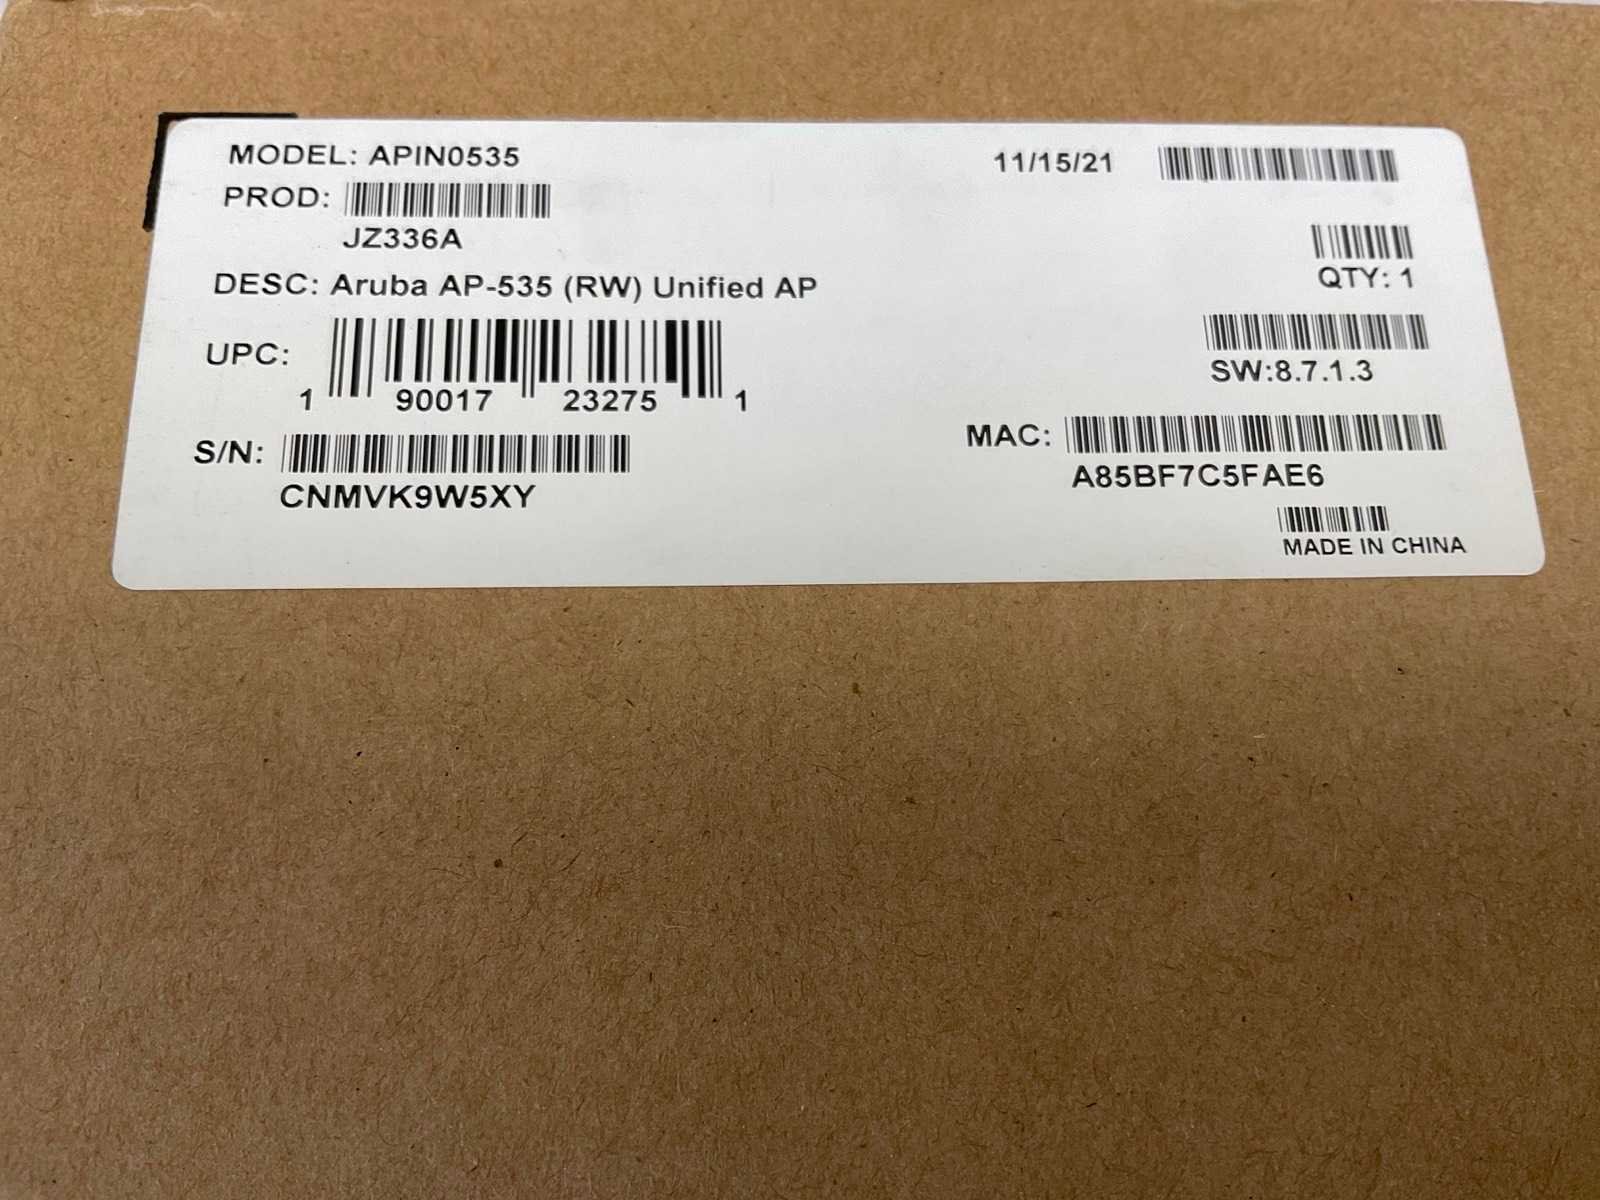 MODEL: APIN0535
11/15/21
PROD:
JZ336A
QTY: 1
DESC: Aruba AP-535 (RW) Unified AP
UPC:
1 90017 23275 1
SW:8.7.1.3
S/N:
CNMVK9W5XY
MAC:
A85BF7C5FAE6
MADE IN CHINA